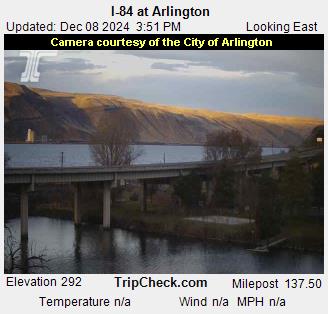 I-84 at Arlington
Updated: Dec 08 2024 3:51 PM Looking East
Camera courtesy of the City of Arlington
Elevation 292 TripCheck.com Milepost 137.50
Temperature n/a Wind n/a MPH n/a